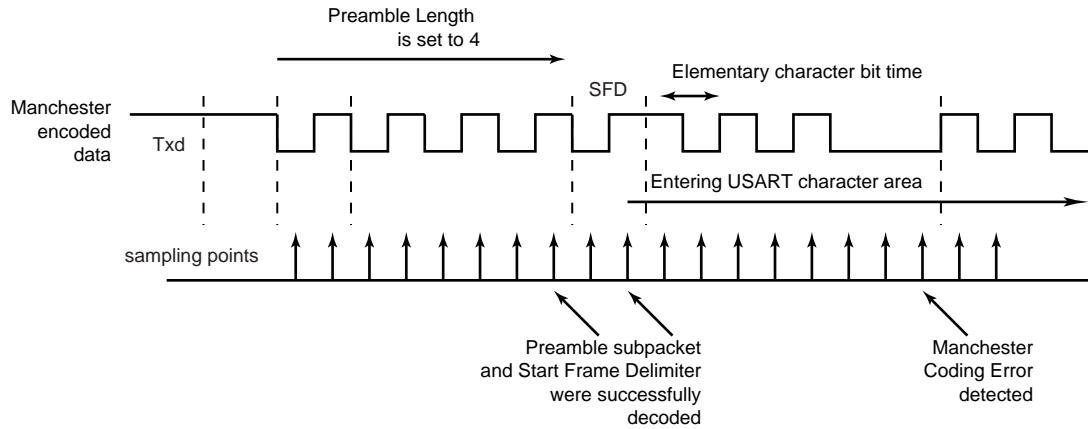 Preamble Length
is set to 4
Elementary character bit time
SFD
Manchester
encoded
data
Txd
Entering USART character area
sampling points
Preamble subpacket
and Start Frame Delimiter
were successfully
decoded
Manchester
Coding Error
detected